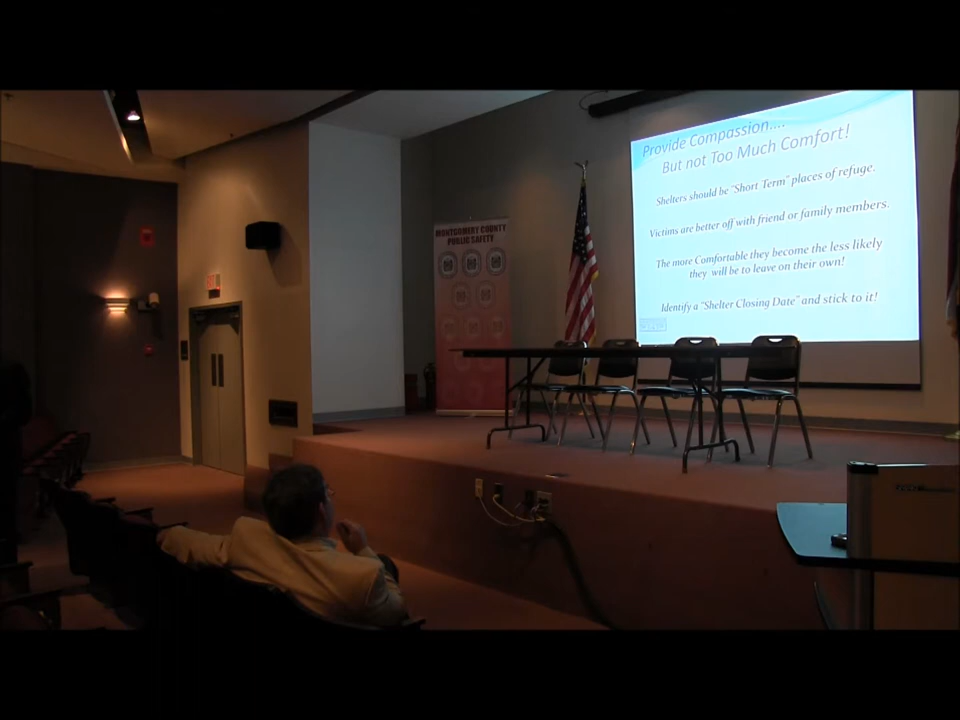 Provide Compassion....
But not Too Much Comfort!
Shelters should be "Short Term" places of refuge.
Victims are better off with friend or family members.
The more Comfortable they become the less likely
they will be to leave on their own!
Identify a "Shelter Closing Date" and stick to it!
MONTGOMERY COUNTY
PUBLIC SAFETY
EXIT